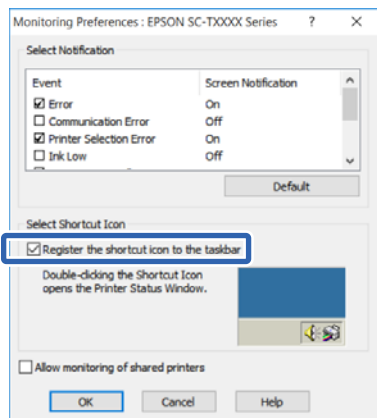 Monitoring Preferences : EPSON SC-TXXXX Series ? ×
Select Notification
Event Screen Notification
Error On
Communication Error Off
Printer Selection Error On
Ink Low Off
Default
Select Shortcut Icon
Register the shortcut icon to the taskbar
Double-clicking the Shortcut Icon
opens the Printer Status Window.
Allow monitoring of shared printers
OK Cancel Help